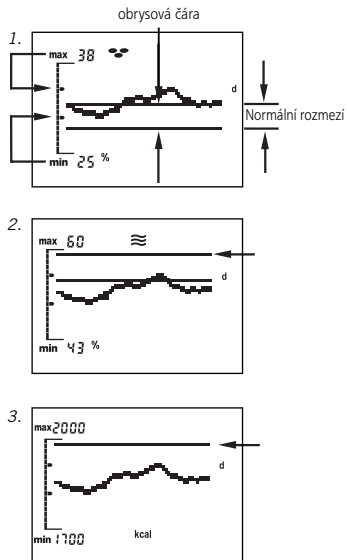 obrysová čára
1.
max 38
d
Normální rozmezí
min 25 %
2.
max 60
d
min 43 %
3.
max 2000
d
min 1700 kcal